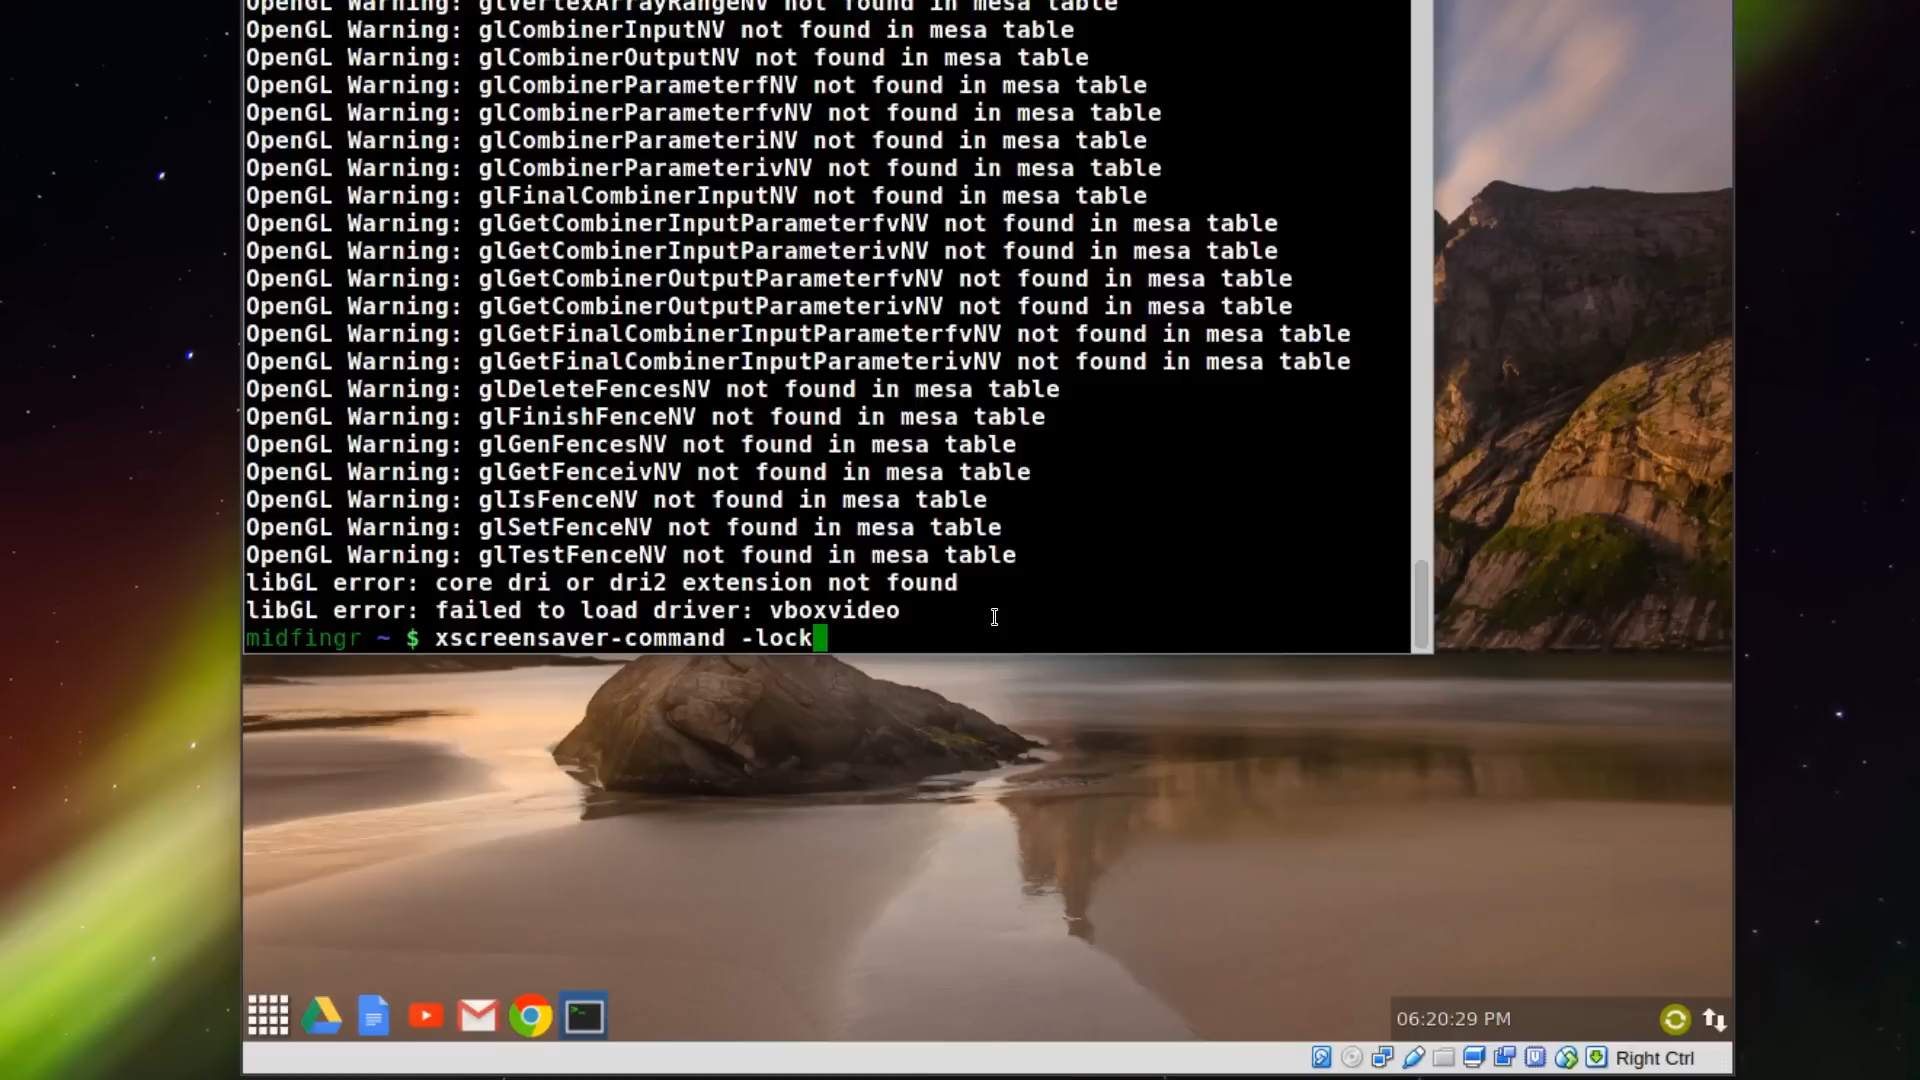 OpenGL Warning: glVertexArrayRangeNV not found in mesa table
OpenGL Warning: glCombinerInputNV not found in mesa table
OpenGL Warning: glCombinerOutputNV not found in mesa table
OpenGL Warning: glCombinerParameterfNV not found in mesa table
OpenGL Warning: glCombinerParameterfvNV not found in mesa table
OpenGL Warning: glCombinerParameteriNV not found in mesa table
OpenGL Warning: glCombinerParameterivNV not found in mesa table
OpenGL Warning: glFinalCombinerInputNV not found in mesa table
OpenGL Warning: glGetCombinerInputParameterfvNV not found in mesa table
OpenGL Warning: glGetCombinerInputParameterivNV not found in mesa table
OpenGL Warning: glGetCombinerOutputParameterfvNV not found in mesa table
OpenGL Warning: glGetCombinerOutputParameterivNV not found in mesa table
OpenGL Warning: glGetFinalCombinerInputParameterfvNV not found in mesa table
OpenGL Warning: glGetFinalCombinerInputParameterivNV not found in mesa table
OpenGL Warning: glDeleteFencesNV not found in mesa table
OpenGL Warning: glFinishFenceNV not found in mesa table
OpenGL Warning: glGenFencesNV not found in mesa table
OpenGL Warning: glGetFenceivNV not found in mesa table
OpenGL Warning: glIsFenceNV not found in mesa table
OpenGL Warning: glSetFenceNV not found in mesa table
OpenGL Warning: glTestFenceNV not found in mesa table
libGL error: core dri or dri2 extension not found
libGL error: failed to load driver: vboxvideo
midfingr ~ $ xscreensaver-command -lock
06:20:29 PM
Right Ctrl